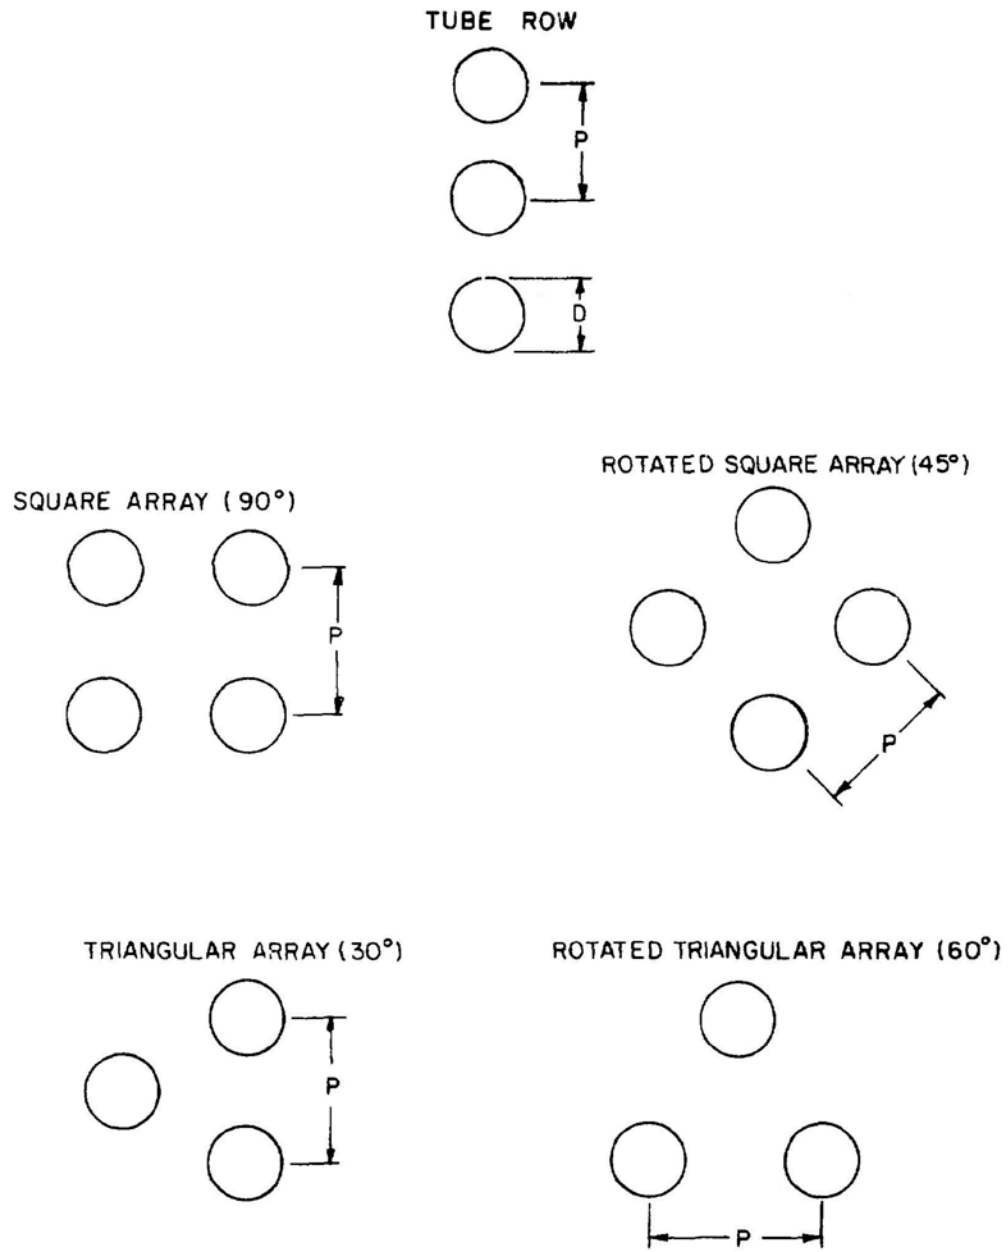 TUBE ROW
P
D
ROTATED SQUARE ARRAY (45°)
SQUARE ARRAY (90°)
P
P
TRIANGULAR ARRAY (30°)
ROTATED TRIANGULAR ARRAY (60°)
P
P